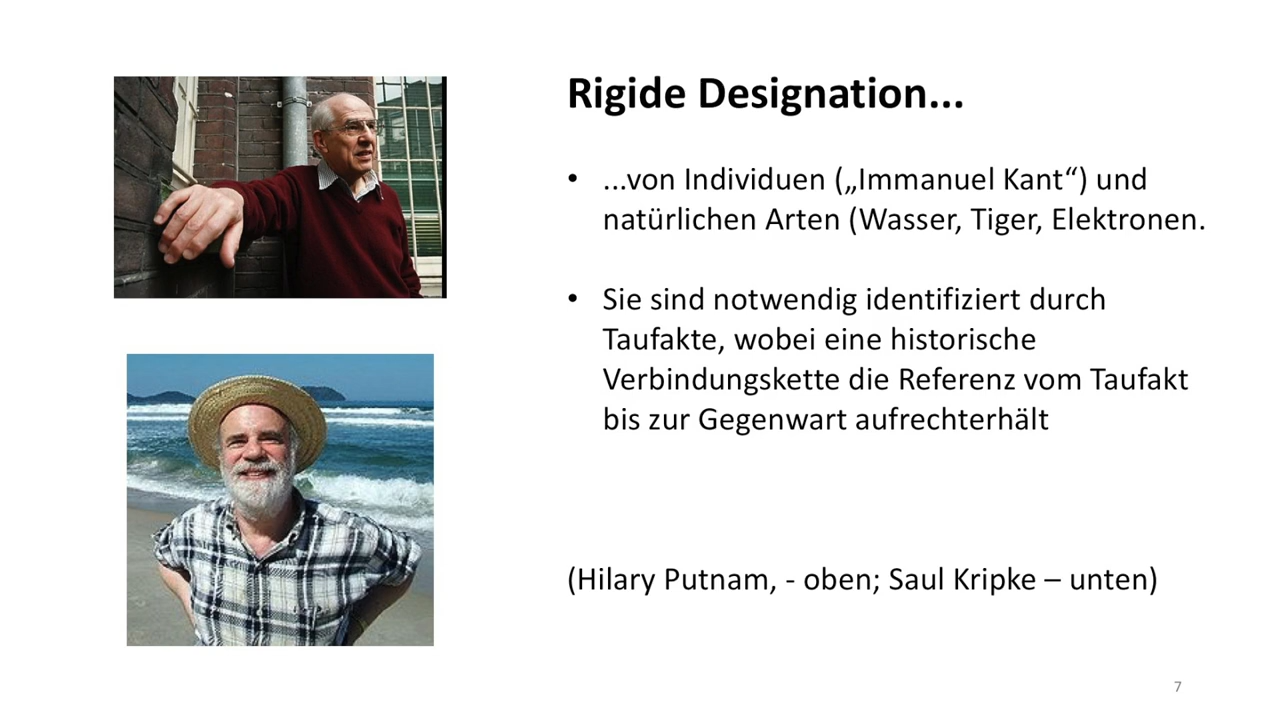 Rigide Designation...
• ...von Individuen („Immanuel Kant“) und
natürlichen Arten (Wasser, Tiger, Elektronen.
• Sie sind notwendig identifiziert durch
Taufakte, wobei eine historische
Verbindungskette die Referenz vom Taufakt
bis zur Gegenwart aufrechterhält
(Hilary Putnam, - oben; Saul Kripke – unten)
7